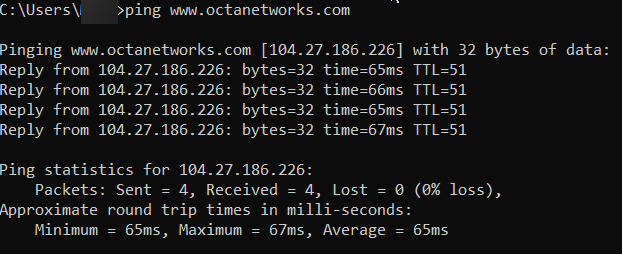 C:\Users\ >ping www.octanetworks.com
Pinging www.octanetworks.com [104.27.186.226] with 32 bytes of data:
Reply from 104.27.186.226: bytes=32 time=65ms TTL=51
Reply from 104.27.186.226: bytes=32 time=66ms TTL=51
Reply from 104.27.186.226: bytes=32 time=65ms TTL=51
Reply from 104.27.186.226: bytes=32 time=67ms TTL=51
Ping statistics for 104.27.186.226:
Packets: Sent = 4, Received = 4, Lost = 0 (0% loss),
Approximate round trip times in milli-seconds:
Minimum = 65ms, Maximum = 67ms, Average = 65ms